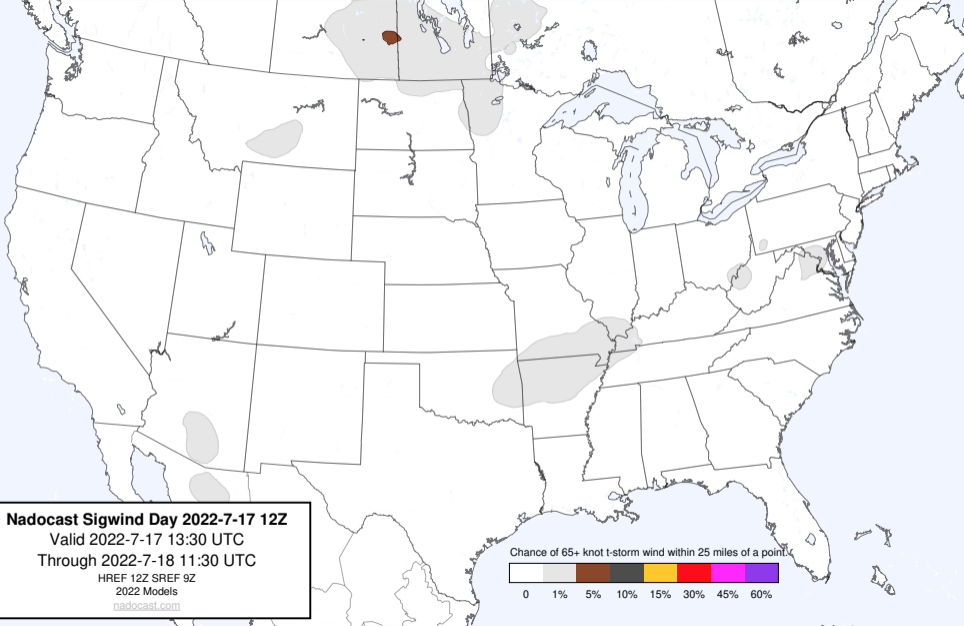 Nadocast Sigwind Day 2022-7-17 12Z
Valid 2022-7-17 13:30 UTC
Through 2022-7-18 11:30 UTC
HREF 12Z SREF 9Z
2022 Models
nadocast.com
Chance of 65+ knot t-storm wind within 25 miles of a point.
0 1% 5% 10% 15% 30% 45% 60%